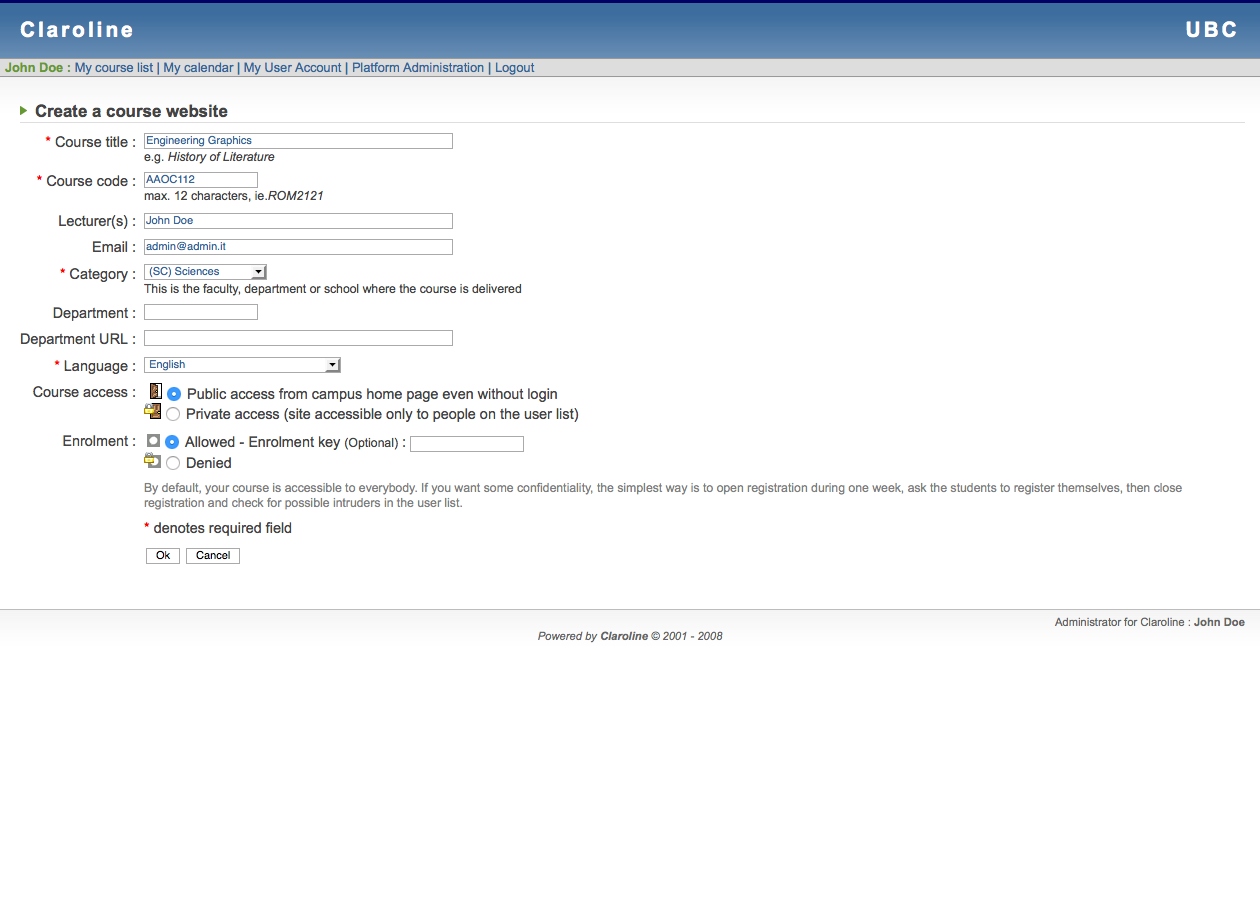 Claroline
UBC
John Doe : My course list | My calendar | My User Account | Platform Administration | Logout
Create a course website
* Course title : Engineering Graphics
e.g. History of Literature
* Course code : AAOC112
max. 12 characters, ie.ROM2121
Lecturer(s) : John Doe
Email : admin@admin.it
* Category : (SC) Sciences
This is the faculty, department or school where the course is delivered
Department :
Department URL :
* Language : English
Course access : Public access from campus home page even without login
Private access (site accessible only to people on the user list)
Enrolment : Allowed - Enrolment key (Optional) :
Denied
By default, your course is accessible to everybody. If you want some confidentiality, the simplest way is to open registration during one week, ask the students to register themselves, then close
registration and check for possible intruders in the user list.
* denotes required field
Ok Cancel
Administrator for Claroline : John Doe
Powered by Claroline © 2001 - 2008